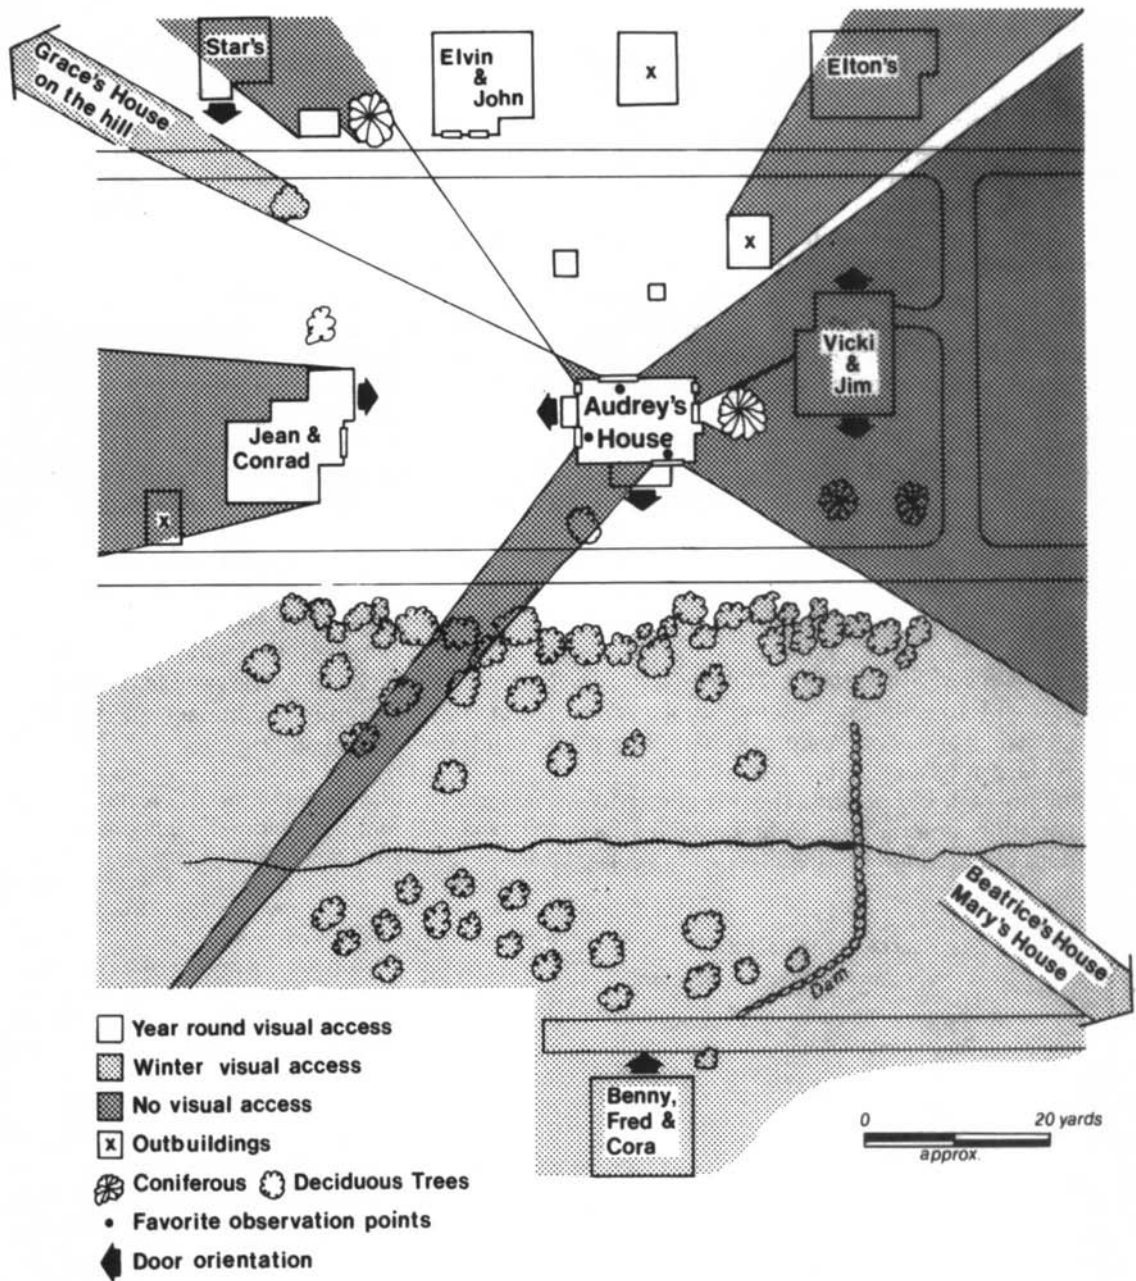 Star's
Grace's House
on the hill
Elvin
&
John
x
Elton's
x
Vicki
&
Jim
Audrey's
House
Jean &
Conrad
x
Beatrice's House
Mary's House
Dam
Benny,
Fred &
Cora
0 20 yards
approx.
Year round visual access
Winter visual access
No visual access
x Outbuildings
Coniferous Deciduous Trees
Favorite observation points
Door orientation